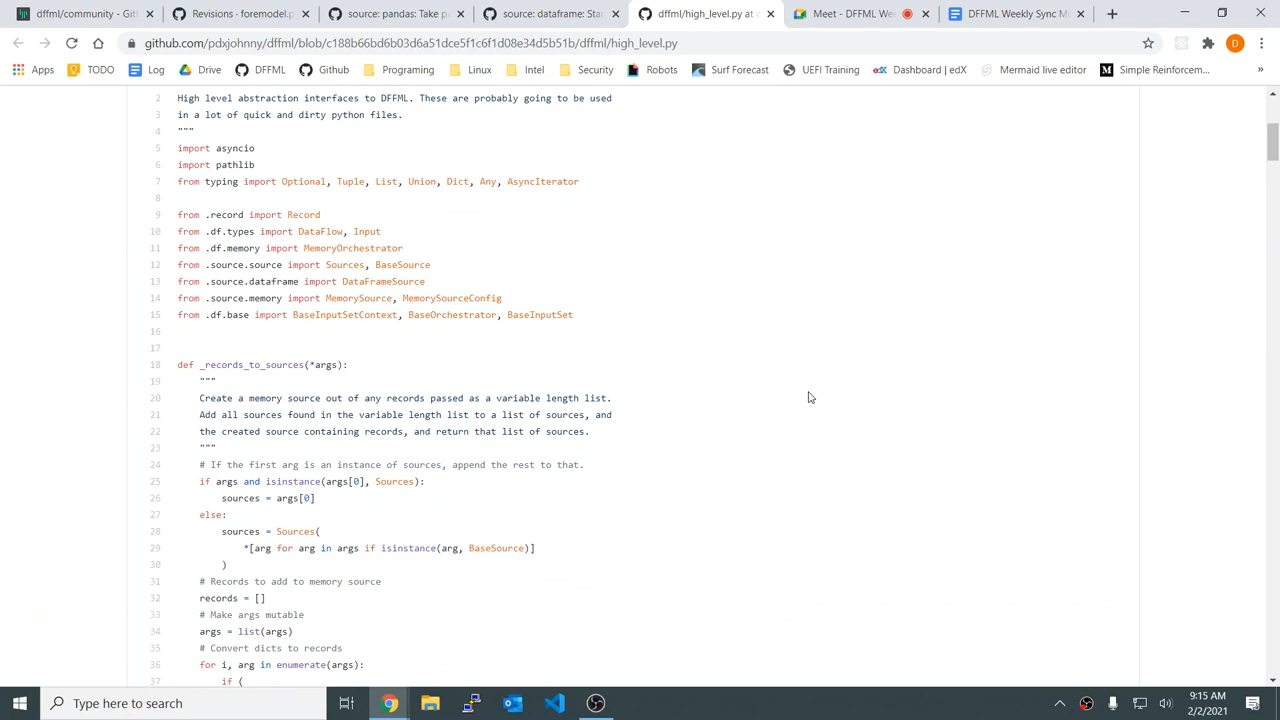 dffml/community - Git
Revisions · formodel.p
source: pandas: Take p
source: dataframe: Sta
dffml/high_level.py at c
Meet - DFFML We
DFFML Weekly Sync M
github.com/pdxjohnny/dffml/blob/c188b66bd6b03d6a51dce5f1c6f1d08e34d5b51b/dffml/high_level.py
D
Apps TODO Log Drive DFFML Github Programing Linux Intel Security Robots Surf Forecast UEFI Training Dashboard | edX Mermaid live editor Simple Reinforcem... »
2 High level abstraction interfaces to DFFML. These are probably going to be used
3 in a lot of quick and dirty python files.
4 """
5 import asyncio
6 import pathlib
7 from typing import Optional, Tuple, List, Union, Dict, Any, AsyncIterator
8
9 from .record import Record
10 from .df.types import DataFlow, Input
11 from .df.memory import MemoryOrchestrator
12 from .source.source import Sources, BaseSource
13 from .source.dataframe import DataFrameSource
14 from .source.memory import MemorySource, MemorySourceConfig
15 from .df.base import BaseInputSetContext, BaseOrchestrator, BaseInputSet
16
17
18 def _records_to_sources(*args):
19 """
20 Create a memory source out of any records passed as a variable length list.
21 Add all sources found in the variable length list to a list of sources, and
22 the created source containing records, and return that list of sources.
23 """
24 # If the first arg is an instance of sources, append the rest to that.
25 if args and isinstance(args[0], Sources):
26 sources = args[0]
27 else:
28 sources = Sources(
29 *[arg for arg in args if isinstance(arg, BaseSource)]
30 )
31 # Records to add to memory source
32 records = []
33 # Make args mutable
34 args = list(args)
35 # Convert dicts to records
36 for i, arg in enumerate(args):
37 if (
Type here to search
9:15 AM
2/2/2021